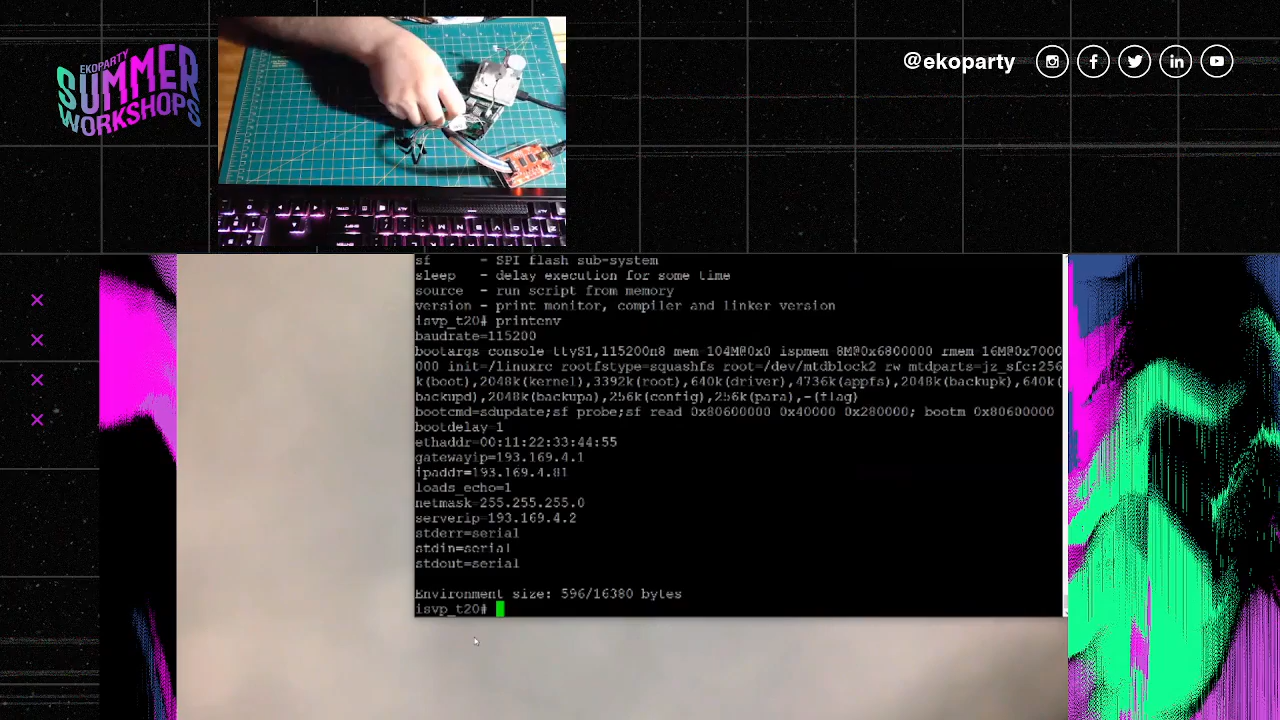 EKOPARTY
SUMMER
WORKSHOPS
@ekoparty
sf - SPI flash sub-system
sleep - delay execution for some time
source - run script from memory
version - print monitor, compiler and linker version
isvp_t20# printenv
baudrate=115200
bootargs=console=ttyS1,115200n8 mem=104M@0x0 ispmem=8M@0x6800000 rmem=16M@0x7000
000 init=/linuxrc rootfstype=squashfs root=/dev/mtdblock2 rw mtdparts=jz_sfc:256
k(boot),2048k(kernel),3392k(root),640k(driver),4736k(appfs),2048k(backupk),640k(
backupd),2048k(backupa),256k(config),256k(para),-(flag)
bootcmd=sdupdate;sf probe;sf read 0x80600000 0x40000 0x280000; bootm 0x80600000
bootdelay=1
ethaddr=00:11:22:33:44:55
gatewayip=193.169.4.1
ipaddr=193.169.4.81
loads_echo=1
netmask=255.255.255.0
serverip=193.169.4.2
stderr=serial
stdin=serial
stdout=serial
Environment size: 596/16380 bytes
isvp_t20#